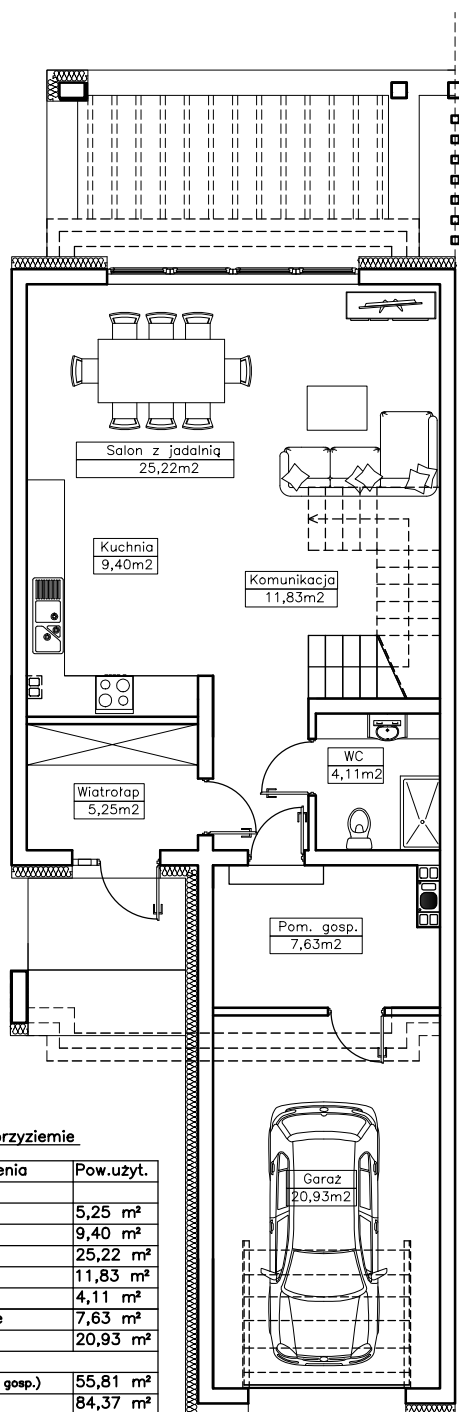 Salon z jadalnią
25,22m2
Kuchnia
9,40m2
Komunikacja
11,83m2
WC
4,11m2
Wiatrołap
5,25m2
Pom. gosp.
7,63m2
Garaż
20,93m2
przyziemie
enia Pow.użyt.
5,25 m²
9,40 m²
25,22 m²
11,83 m²
4,11 m²
e 7,63 m²
20,93 m²
gosp.) 55,81 m²
84,37 m²